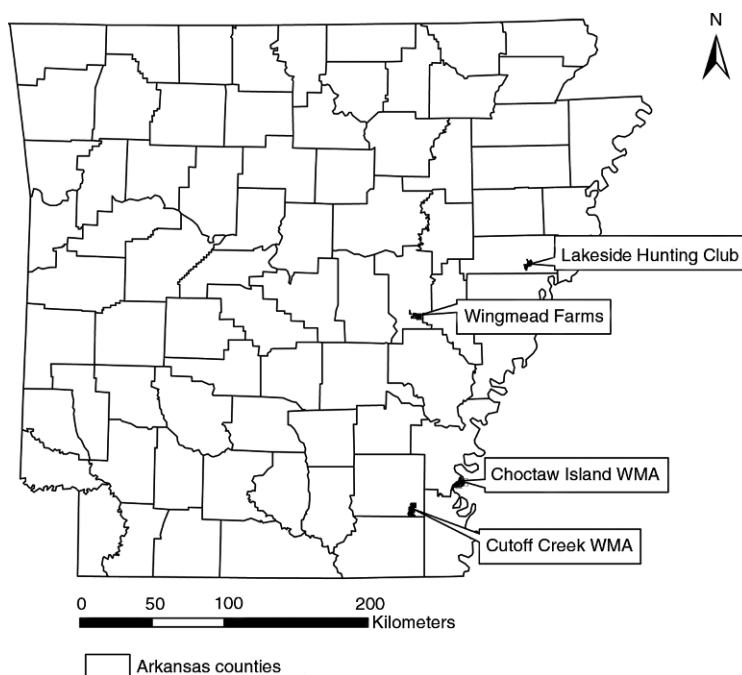 N
Lakeside Hunting Club
Wingmead Farms
Choctaw Island WMA
Cutoff Creek WMA
0 50 100 200
Kilometers
Arkansas counties